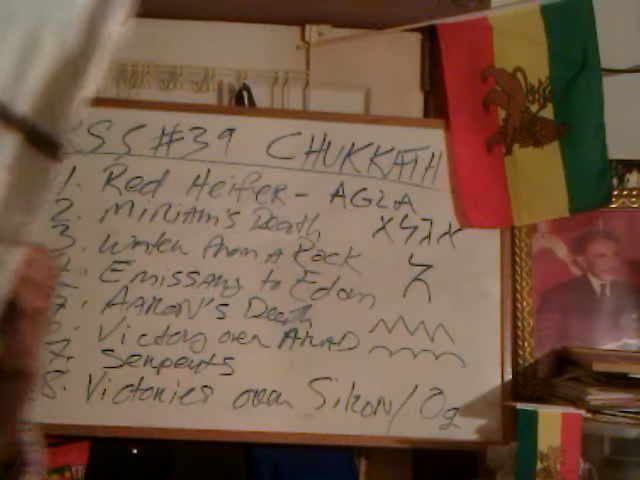 RSS #39 CHUKKATH
1. Red Heifer - AGLA
2. Miriam's Death
3. Water from a Rock
4. Emissary to Edom
5. AARON'S Death
6. Victory over ARAD
7. Serpents
8. Victories over Sihon/Og